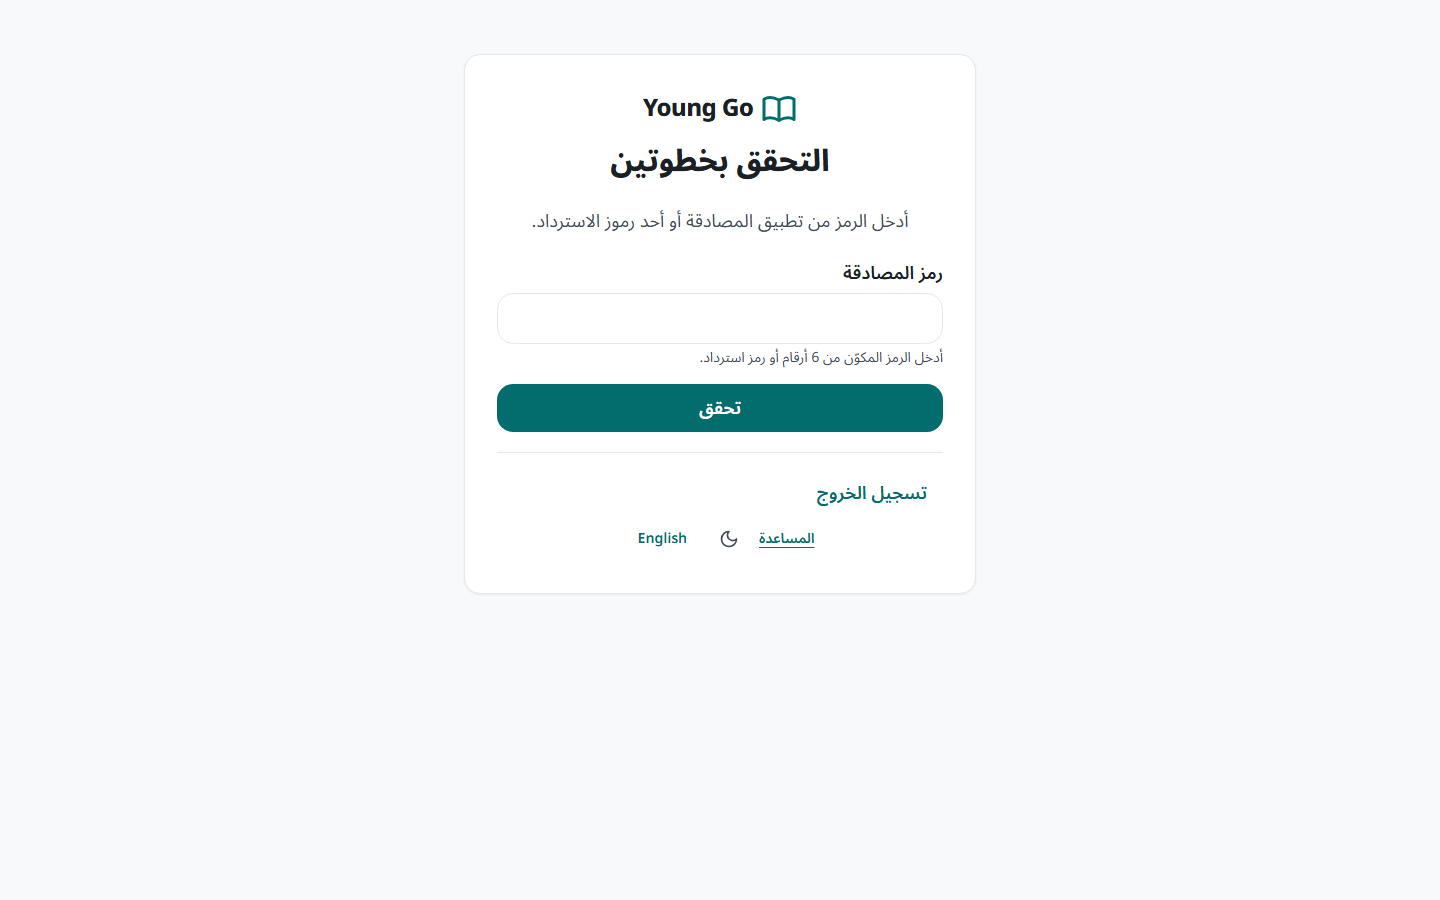 Young Go
التحقق بخطوتين
أدخل الرمز من تطبيق المصادقة أو أحد رموز الاسترداد.
رمز المصادقة
أدخل الرمز المكوّن من 6 أرقام أو رمز استرداد.
تحقق
تسجيل الخروج
المساعدة English